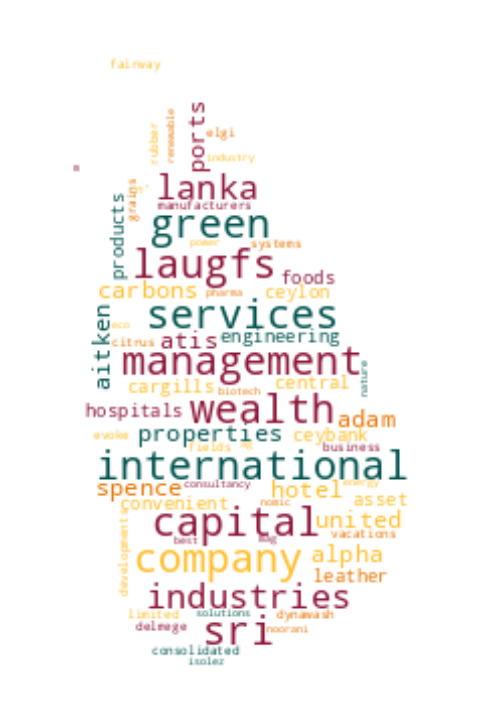 fairway
ports
rubber
renewable
elgi
industry
lanka
grains
manufacturers
products
green
power
systems
laugfs
foods
carbons
pharma
ceylon
services
eco
aitken
citrus
atis
engineering
management
nature
cargills
biotech
central
hospitals
wealth
adam
evoke
properties
ceybank
fields
business
international
spence
consultancy
hotel
energy
convenient
nomic
asset
developments
capital
united
best
mag
vacations
company
alpha
leather
industries
limited
solutions
dynawash
delmege
sri
noorani
consolidated
isolez